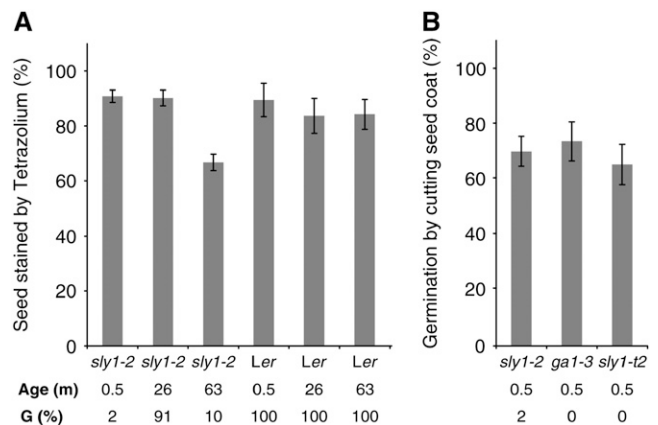 A
Seed stained by Tetrazolium (%)
100
80
60
40
20
0
sly1-2 sly1-2 sly1-2 Ler Ler Ler
Age (m) 0.5 26 63 0.5 26 63
G (%) 2 91 10 100 100 100
B
Germination by cutting seed coat (%)
100
80
60
40
20
0
sly1-2 ga1-3 sly1-t2
0.5 0.5 0.5
2 0 0